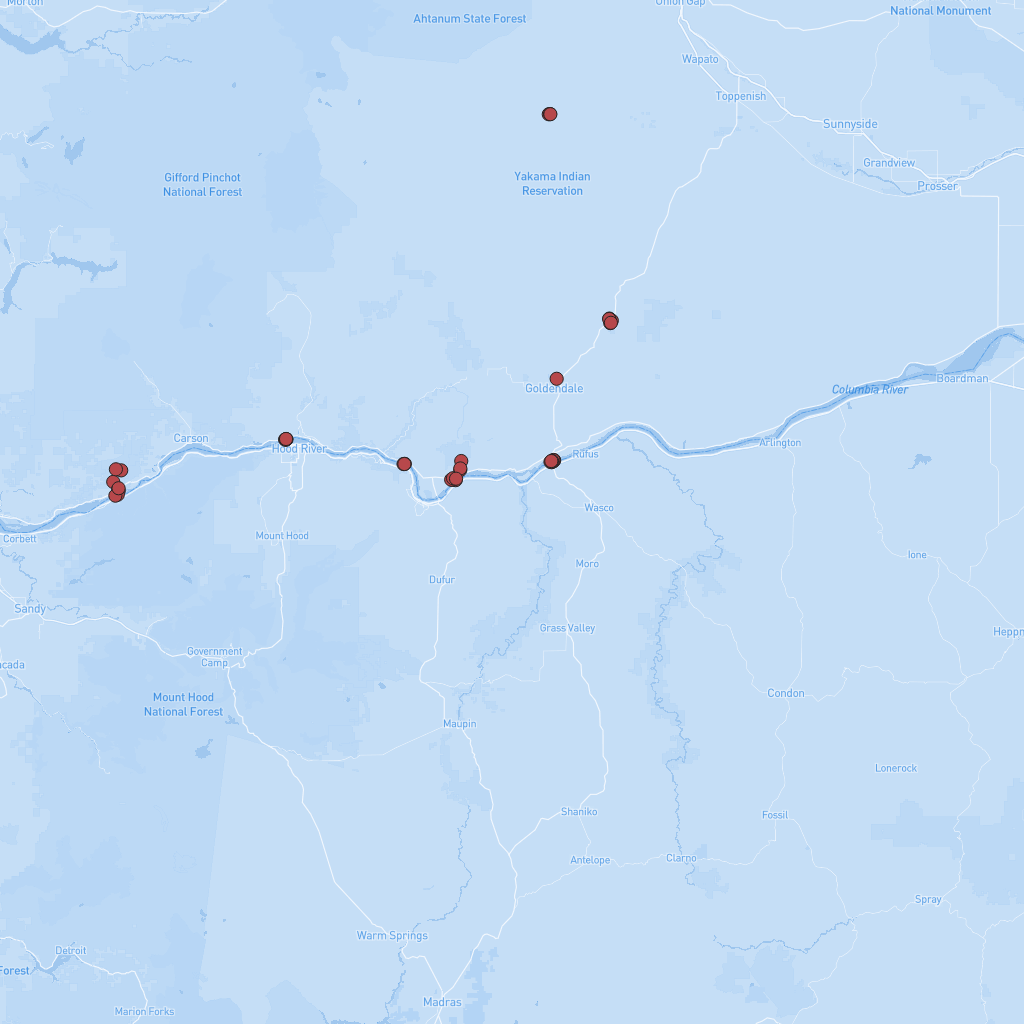 Morton
Ahtanum State Forest
Union Gap
National Monument
Wapato
Toppenish
Sunnyside
Grandview
Prosser
Gifford Pinchot
National Forest
Yakama Indian
Reservation
Goldendale
Columbia River
Boardman
Carson
Hood River
Rufus
Arlington
Wasco
Corbett
Mount Hood
Moro
Ione
Dufur
Sandy
Grass Valley
Heppn
Government
Camp
acada
Mount Hood
National Forest
Condon
Maupin
Lonerock
Shaniko
Fossil
Antelope
Clarno
Spray
Warm Springs
Detroit
Forest
Madras
Marion Forks